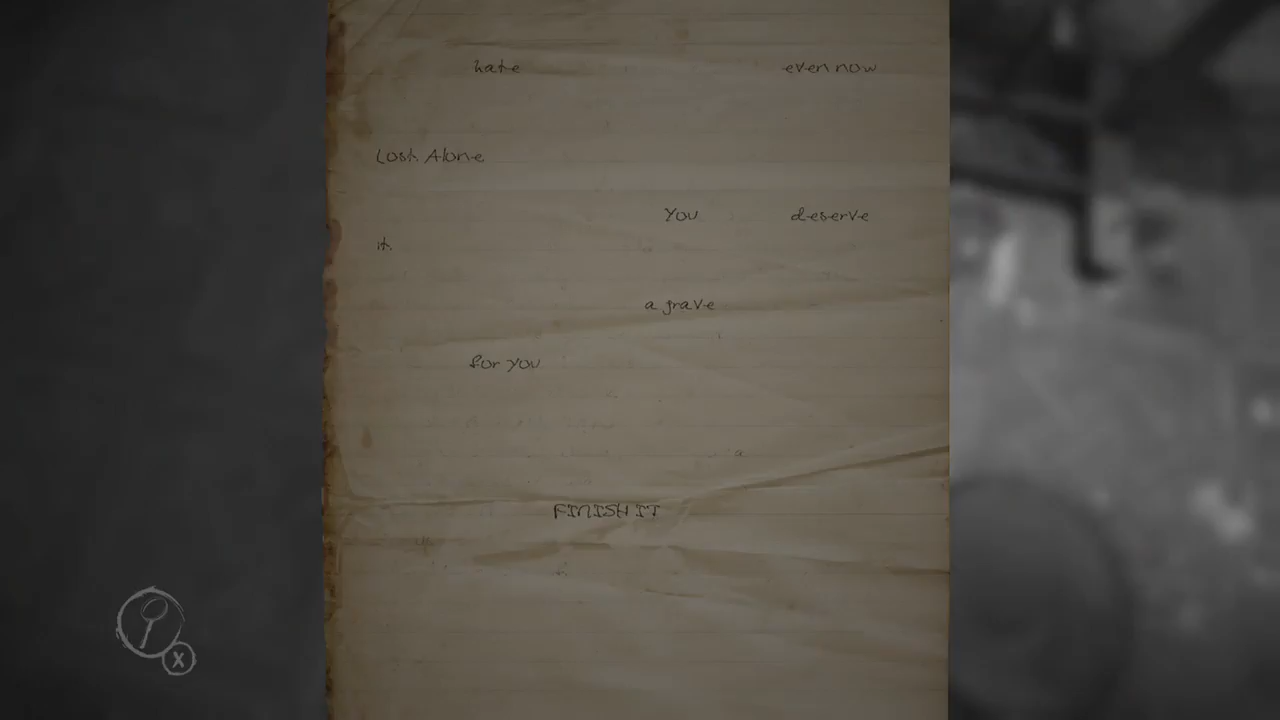 hate even now
Lost. Alone
You deserve
it.
a grave
for you
a
FINISH IT
X